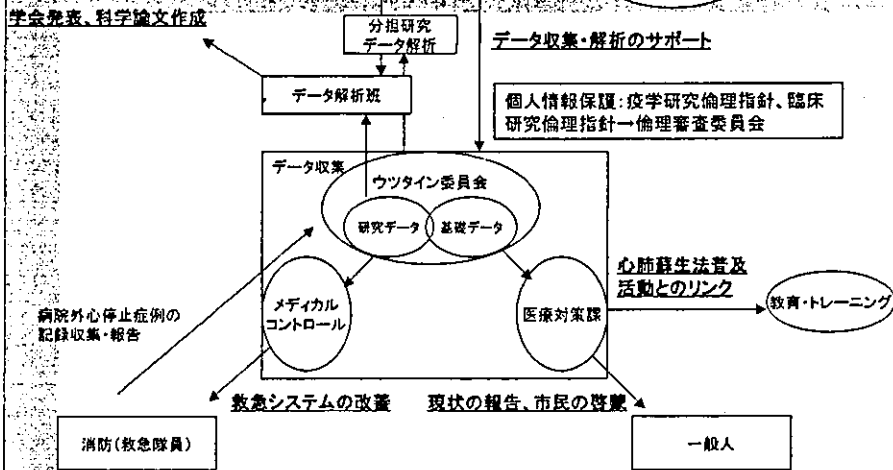 学会発表、科学論文作成
分担研究
データ解析
データ収集・解析のサポート
データ解析班
個人情報保護：疫学研究倫理指針、臨床
研究倫理指針→倫理審査委員会
データ収集
ウツタイン委員会
研究データ
基礎データ
心肺蘇生法普及
活動とのリンク
メディカル
コントロール
医療対策課
教育・トレーニング
病院外心停止症例の
記録収集・報告
救急システムの改善
現状の報告、市民の啓蒙
消防(救急隊員)
一般人